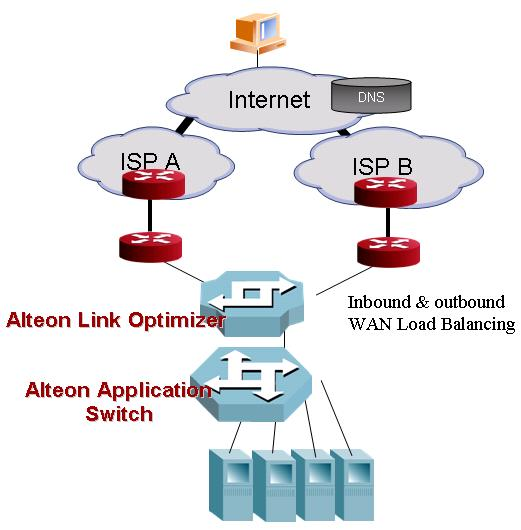 Internet
DNS
ISP A
ISP B
Alteon Link Optimizer
Inbound & outbound
WAN Load Balancing
Alteon Application
Switch